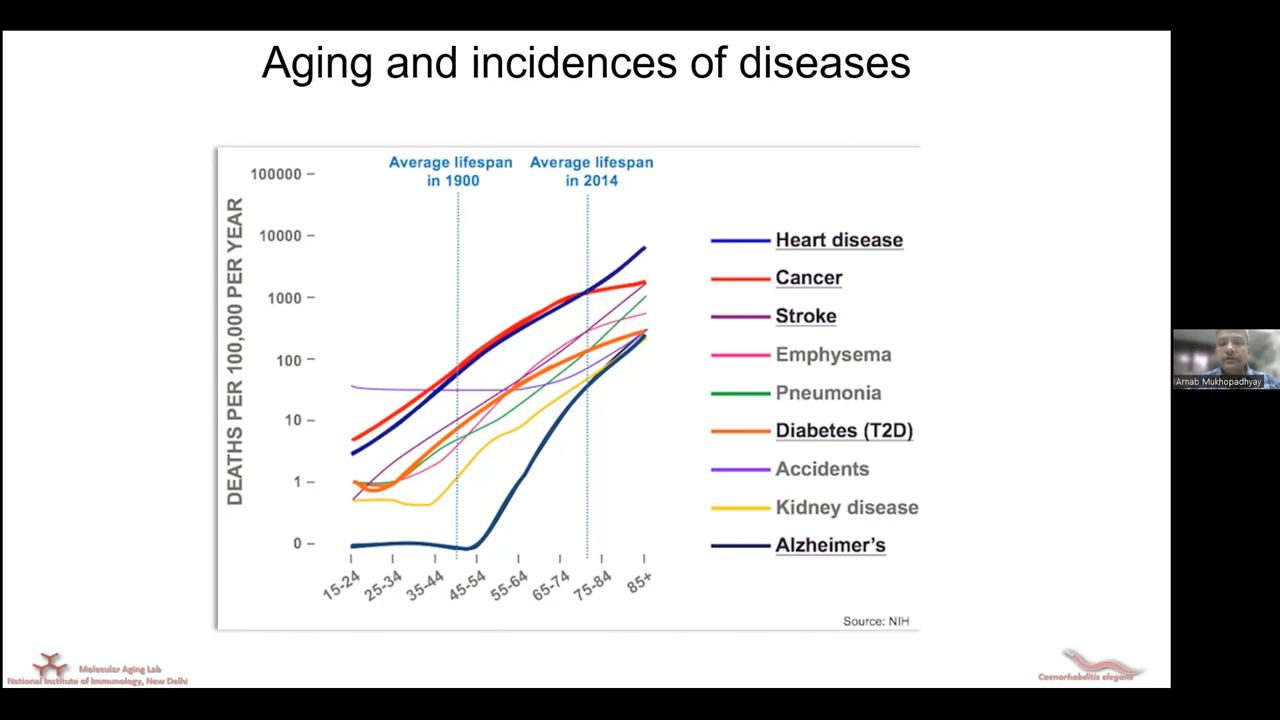 Aging and incidences of diseases
Average lifespan
in 1900
Average lifespan
in 2014
DEATHS PER 100,000 PER YEAR
100000
10000
1000
100
10
1
0
15-24
25-34
35-44
45-54
55-64
65-74
75-84
85+
Heart disease
Cancer
Stroke
Emphysema
Pneumonia
Diabetes (T2D)
Accidents
Kidney disease
Alzheimer's
Source: NIH
Arnab Mukhopadhyay
Molecular Aging Lab
National Institute of Immunology, New Delhi
Caenorhabditis elegans